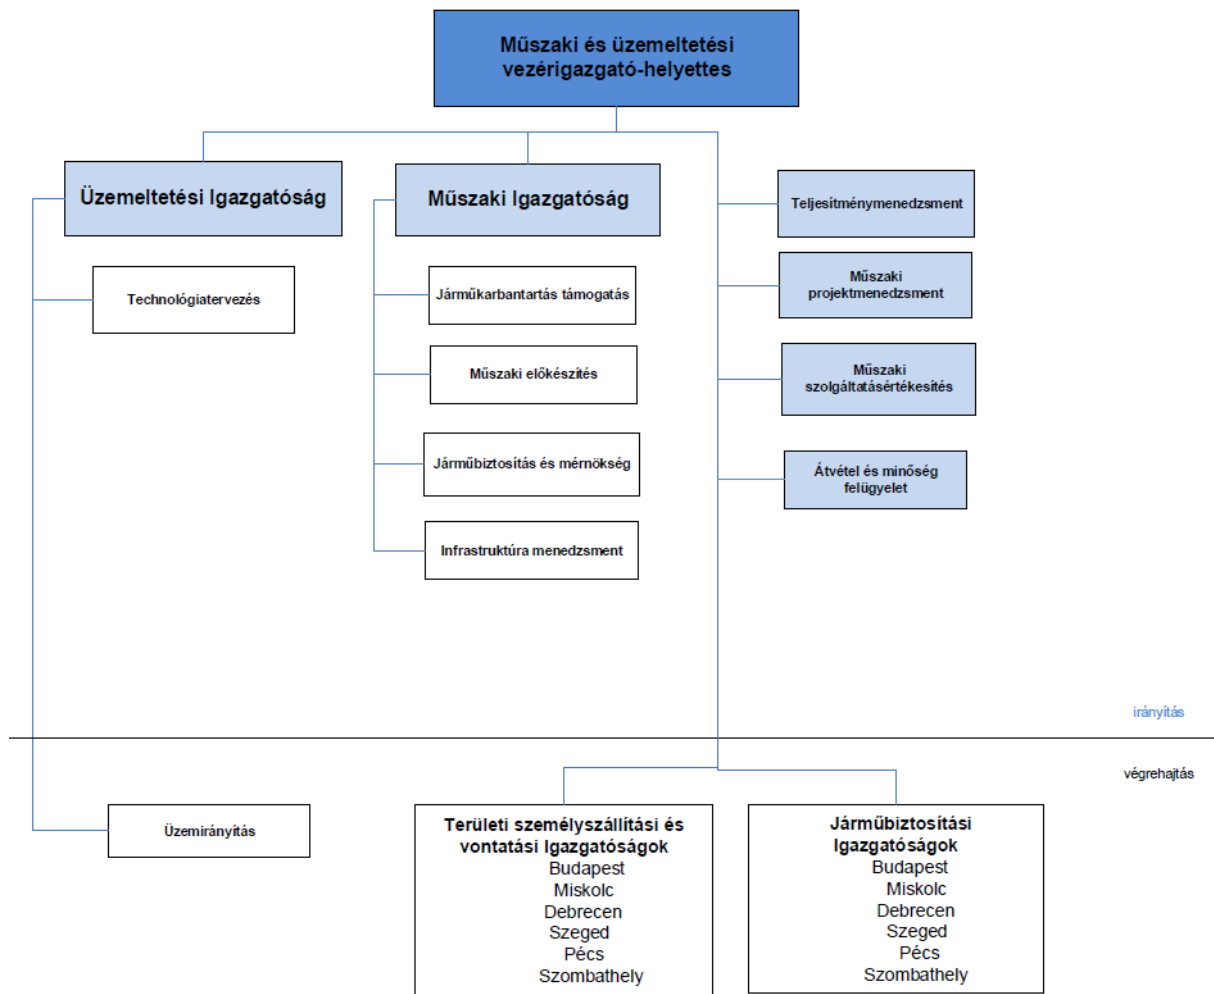 Műszaki és üzemeltetési
vezérigazgató-helyettes
Üzemeltetési Igazgatóság
Technológiatervezés
Műszaki Igazgatóság
Járműkarbantartás támogatás
Műszaki előkészítés
Járműbiztosítás és mérnökség
Infrastruktúra menedzsment
Teljesítménymenedzsment
Műszaki
projektmenedzsment
Műszaki
szolgáltatásértékesítés
Átvétel és minőség
felügyelet
irányítás
végrehajtás
Üzemirányítás
Területi személyszállítási és
vontatási Igazgatóságok
Budapest
Miskolc
Debrecen
Szeged
Pécs
Szombathely
Járműbiztosítási
Igazgatóságok
Budapest
Miskolc
Debrecen
Szeged
Pécs
Szombathely